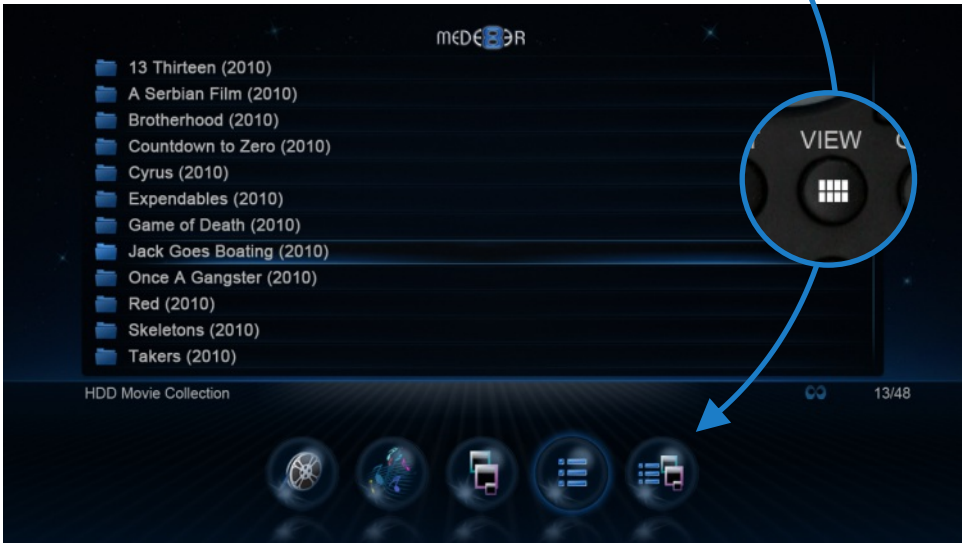 MEDE8ER
13 Thirteen (2010)
A Serbian Film (2010)
Brotherhood (2010)
Countdown to Zero (2010)
Cyrus (2010)
Expendables (2010)
Game of Death (2010)
Jack Goes Boating (2010)
Once A Gangster (2010)
Red (2010)
Skeletons (2010)
Takers (2010)
VIEW
HDD Movie Collection
13/48